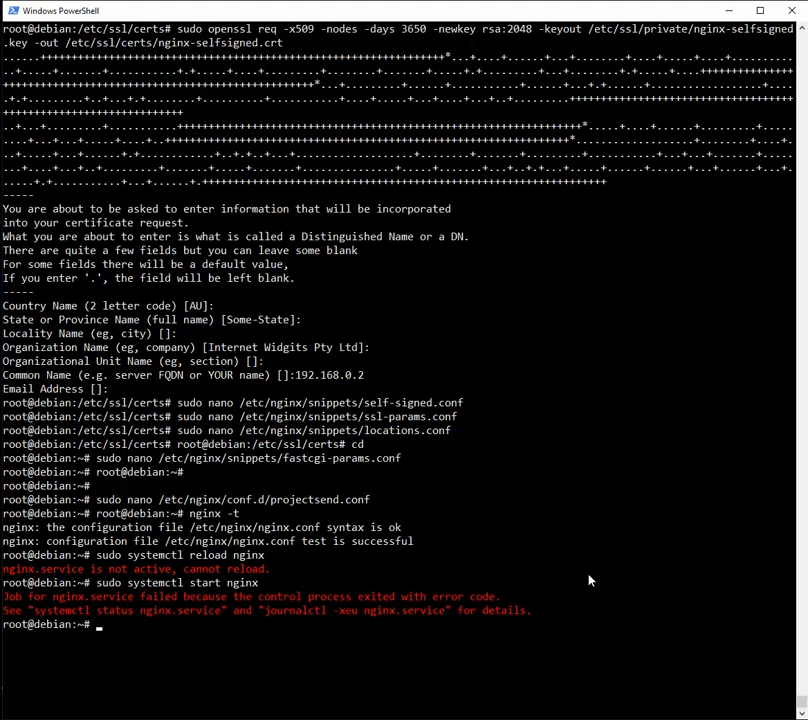 Windows PowerShell
root@debian:/etc/ssl/certs# sudo openssl req -x509 -nodes -days 3650 -newkey rsa:2048 -keyout /etc/ssl/private/nginx-selfsigned
.key -out /etc/ssl/certs/nginx-selfsigned.crt
-----
You are about to be asked to enter information that will be incorporated
into your certificate request.
What you are about to enter is what is called a Distinguished Name or a DN.
There are quite a few fields but you can leave some blank
For some fields there will be a default value,
If you enter '.', the field will be left blank.
-----
Country Name (2 letter code) [AU]:
State or Province Name (full name) [Some-State]:
Locality Name (eg, city) []:
Organization Name (eg, company) [Internet Widgits Pty Ltd]:
Organizational Unit Name (eg, section) []:
Common Name (e.g. server FQDN or YOUR name) []:192.168.0.2
Email Address []:
root@debian:/etc/ssl/certs# sudo nano /etc/nginx/snippets/self-signed.conf
root@debian:/etc/ssl/certs# sudo nano /etc/nginx/snippets/ssl-params.conf
root@debian:/etc/ssl/certs# sudo nano /etc/nginx/snippets/locations.conf
root@debian:/etc/ssl/certs# root@debian:/etc/ssl/certs# cd
root@debian:~# sudo nano /etc/nginx/snippets/fastcgi-params.conf
root@debian:~# root@debian:~#
root@debian:~#
root@debian:~# sudo nano /etc/nginx/conf.d/projectsend.conf
root@debian:~# root@debian:~# nginx -t
nginx: the configuration file /etc/nginx/nginx.conf syntax is ok
nginx: configuration file /etc/nginx/nginx.conf test is successful
root@debian:~# sudo systemctl reload nginx
nginx.service is not active, cannot reload.
root@debian:~# sudo systemctl start nginx
Job for nginx.service failed because the control process exited with error code.
See "systemctl status nginx.service" and "journalctl -xeu nginx.service" for details.
root@debian:~#